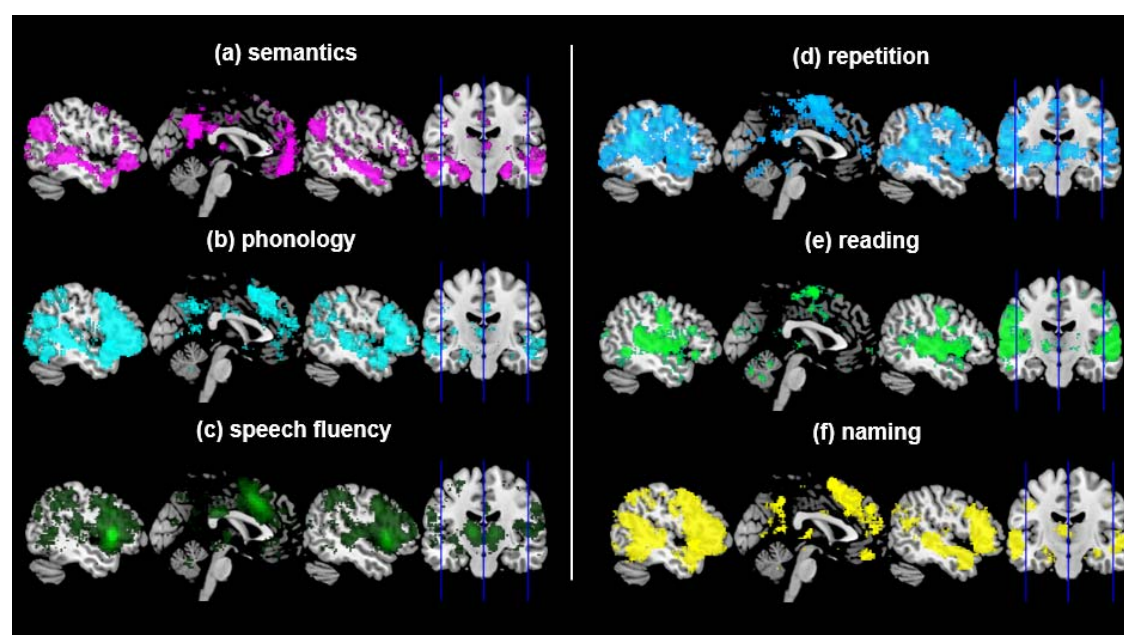 (a) semantics
(b) phonology
(c) speech fluency
(d) repetition
(e) reading
(f) naming